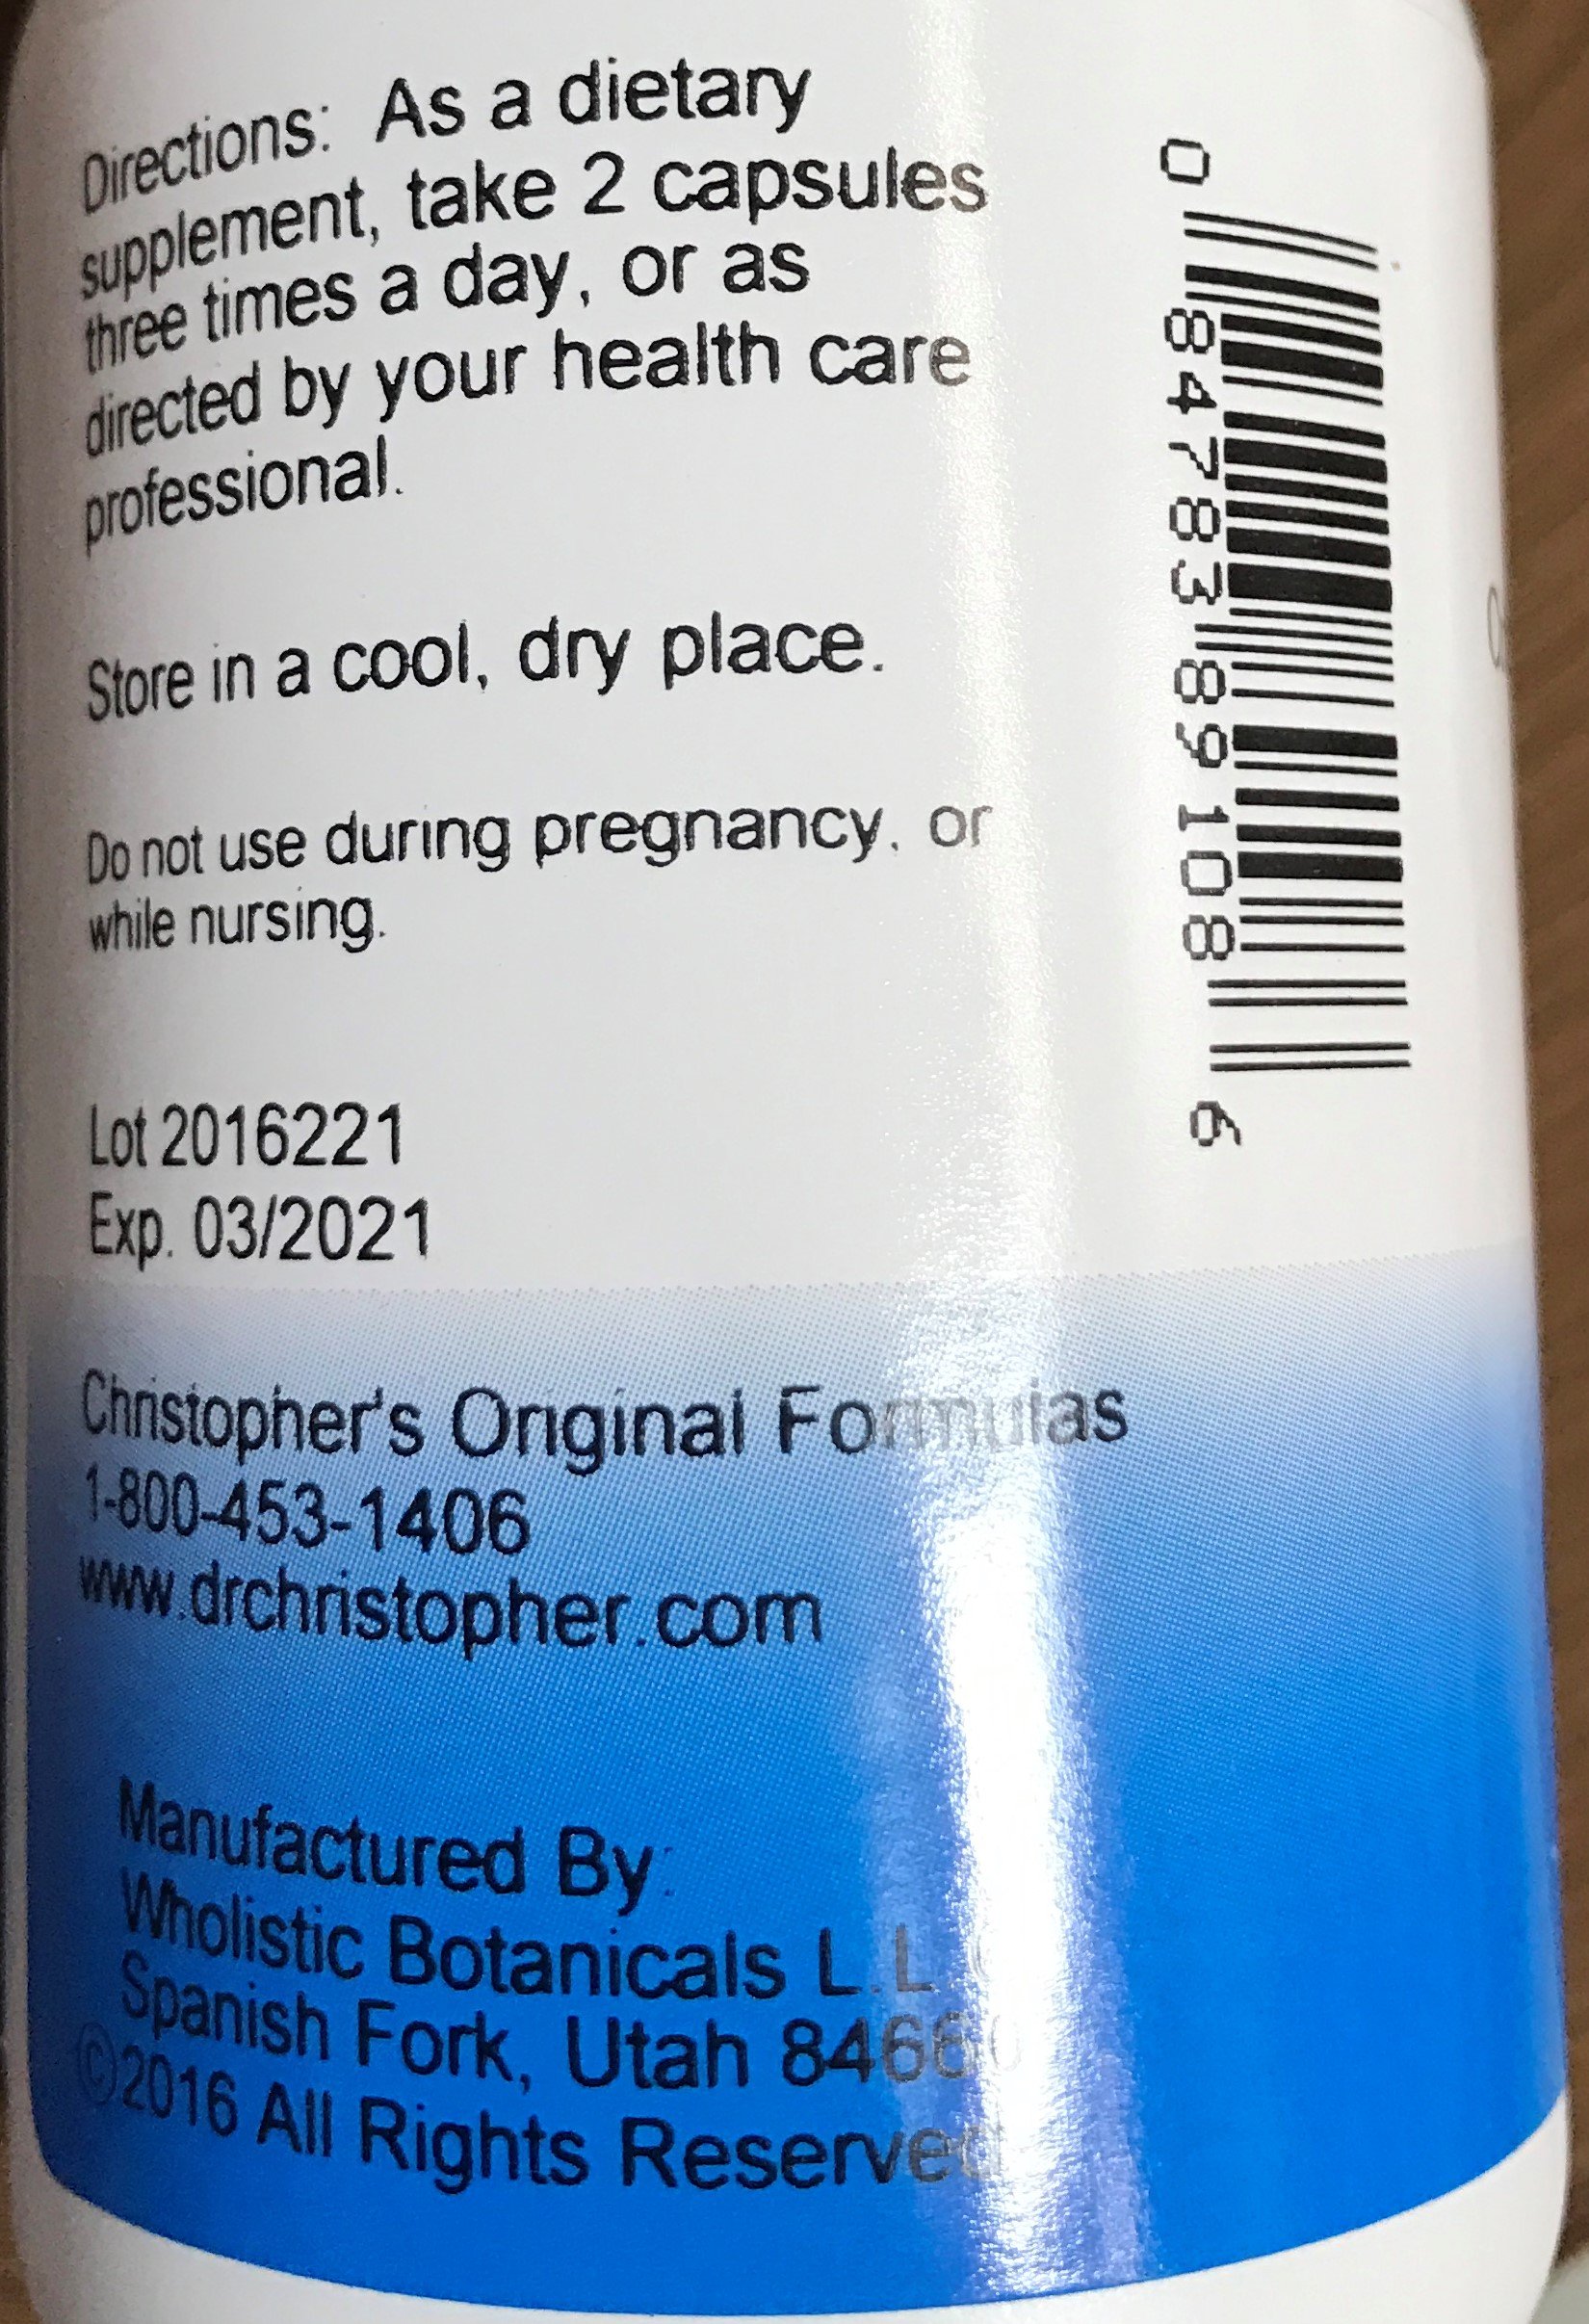 Directions: As a dietary
supplement, take 2 capsules
three times a day, or as
directed by your health care
professional.
Store in a cool, dry place.
Do not use during pregnancy, or
while nursing.
Lot 2016221
Exp. 03/2021
Christopher's Original Formulas
1-800-453-1406
www.drchristopher.com
Manufactured By:
Wholistic Botanicals L.L.
Spanish Fork, Utah 84660
©2016 All Rights Reserved
0 84783 89108 6